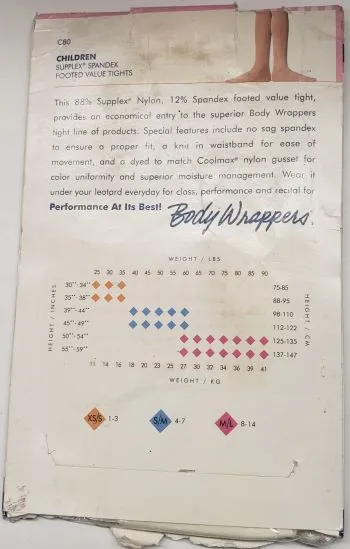 C80
CHILDREN
SUPPLEX® SPANDEX
FOOTED VALUE TIGHTS
This 88% Supplex® Nylon, 12% Spandex footed value tight,
provides an economical entry to the superior Body Wrappers
tight line of products. Special features include no sag spandex
to ensure a proper fit, a knit in waistband for ease of
movement, and a dyed to match Coolmax® nylon gusset for
color uniformity and superior moisture management. Wear it
under your leotard everyday for class, performance and recital for
Performance At Its Best! Body Wrappers.
WEIGHT / LBS
25 30 35 40 45 50 55 60 65 70 75 80 85 90
HEIGHT / INCHES
30"-34" 75-85
35"-38" 88-95
39"-44" 98-110
45"-49" 112-122
50"-54" 125-135
55"-59" 137-147
HEIGHT / CM
11 14 16 18 20 23 25 27 30 32 34 36 39 41
WEIGHT / KG
XS/S 1-3 S/M 4-7 M/L 8-14